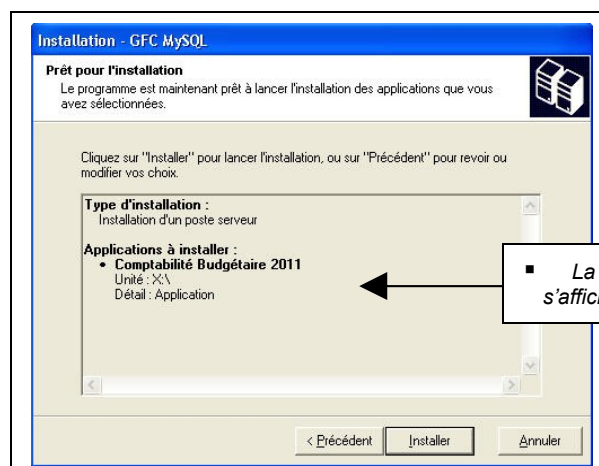 Installation - GFC MySQL
Prêt pour l'installation
Le programme est maintenant prêt à lancer l'installation des applications que vous
avez sélectionnées.
Cliquez sur "Installer" pour lancer l'installation, ou sur "Précédent" pour revoir ou
modifier vos choix.
Type d'installation :
Installation d'un poste serveur
Applications à installer :
• Comptabilité Budgétaire 2011
Unité : X:\
Détail : Application
▪ La
s'affic
< Précédent
Installer
Annuler